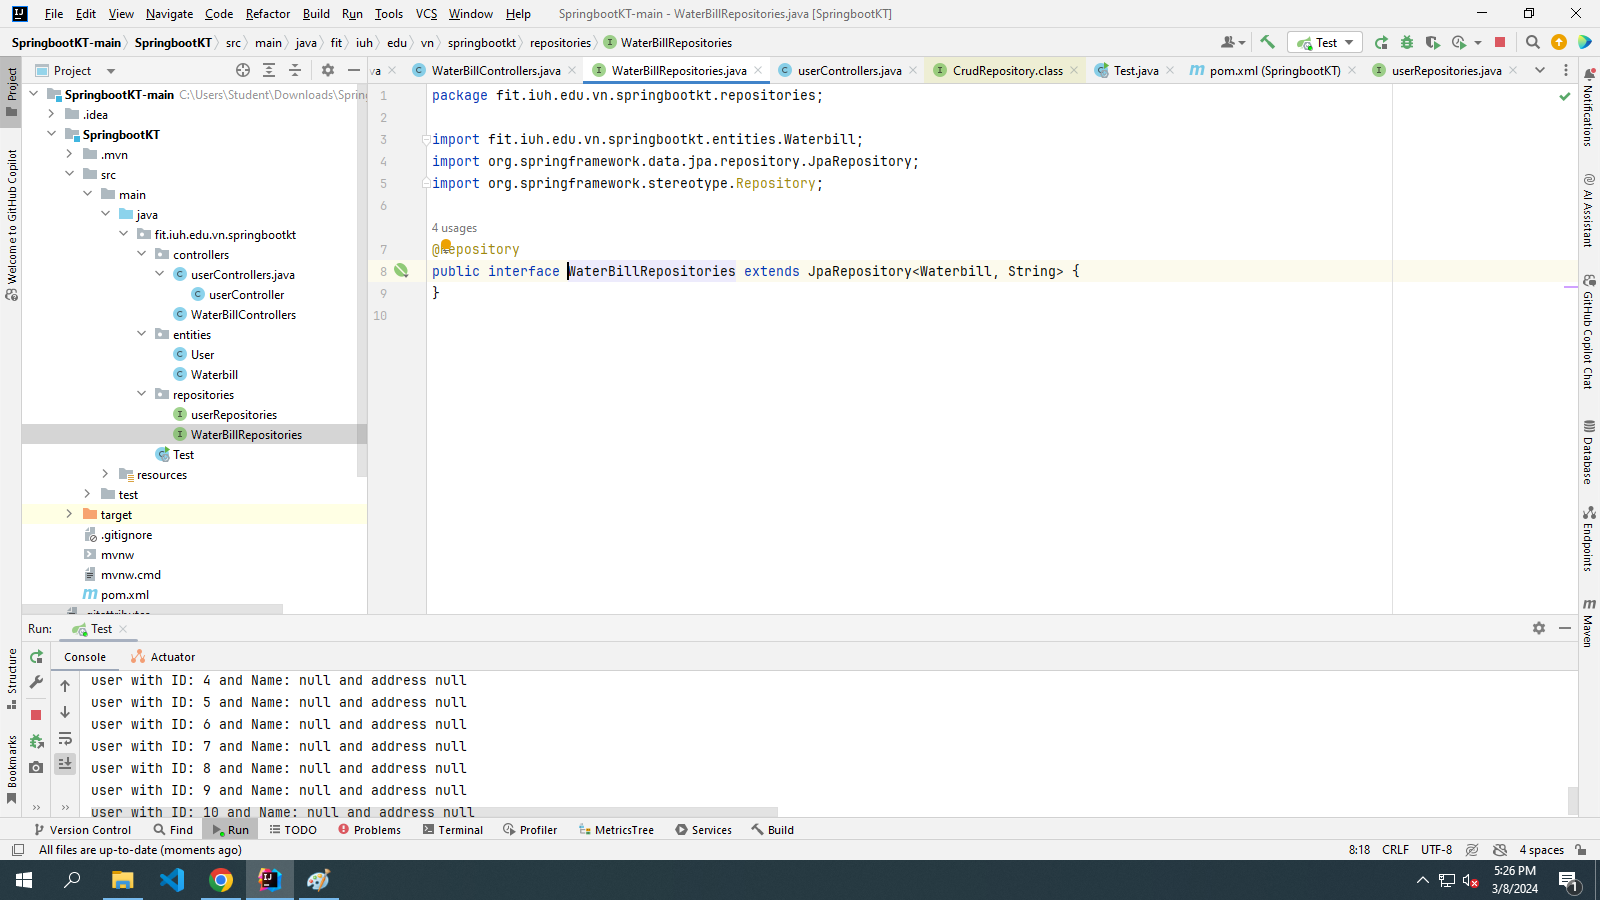 File Edit View Navigate Code Refactor Build Run Tools VCS Window Help SpringbootKT-main - WaterBillRepositories.java [SpringbootKT]
SpringbootKT-main SpringbootKT src main java fit iuh edu vn springbootkt repositories WaterBillRepositories Test
Project
va WaterBillControllers.java WaterBillRepositories.java userControllers.java CrudRepository.class Test.java pom.xml (SpringbootKT) userRepositories.java
SpringbootKT-main C:\Users\Student\Downloads\Spring
.idea
SpringbootKT
.mvn
src
main
java
fit.iuh.edu.vn.springbootkt
controllers
userControllers.java
userController
WaterBillControllers
entities
User
Waterbill
repositories
userRepositories
WaterBillRepositories
Test
resources
test
target
.gitignore
mvnw
mvnw.cmd
pom.xml
.gitattributes
1 package fit.iuh.edu.vn.springbootkt.repositories;
2
3 import fit.iuh.edu.vn.springbootkt.entities.Waterbill;
4 import org.springframework.data.jpa.repository.JpaRepository;
5 import org.springframework.stereotype.Repository;
6
4 usages
7 @Repository
8 public interface WaterBillRepositories extends JpaRepository<Waterbill, String> {
9 }
10
Project
Welcome to GitHub Copilot
Structure
Bookmarks
Notifications
AI Assistant
GitHub Copilot Chat
Database
Endpoints
Maven
Run: Test
Console Actuator
user with ID: 4 and Name: null and address null
user with ID: 5 and Name: null and address null
user with ID: 6 and Name: null and address null
user with ID: 7 and Name: null and address null
user with ID: 8 and Name: null and address null
user with ID: 9 and Name: null and address null
user with ID: 10 and Name: null and address null
Version Control Find Run TODO Problems Terminal Profiler MetricsTree Services Build
All files are up-to-date (moments ago) 8:18 CRLF UTF-8 4 spaces
5:26 PM
3/8/2024
1